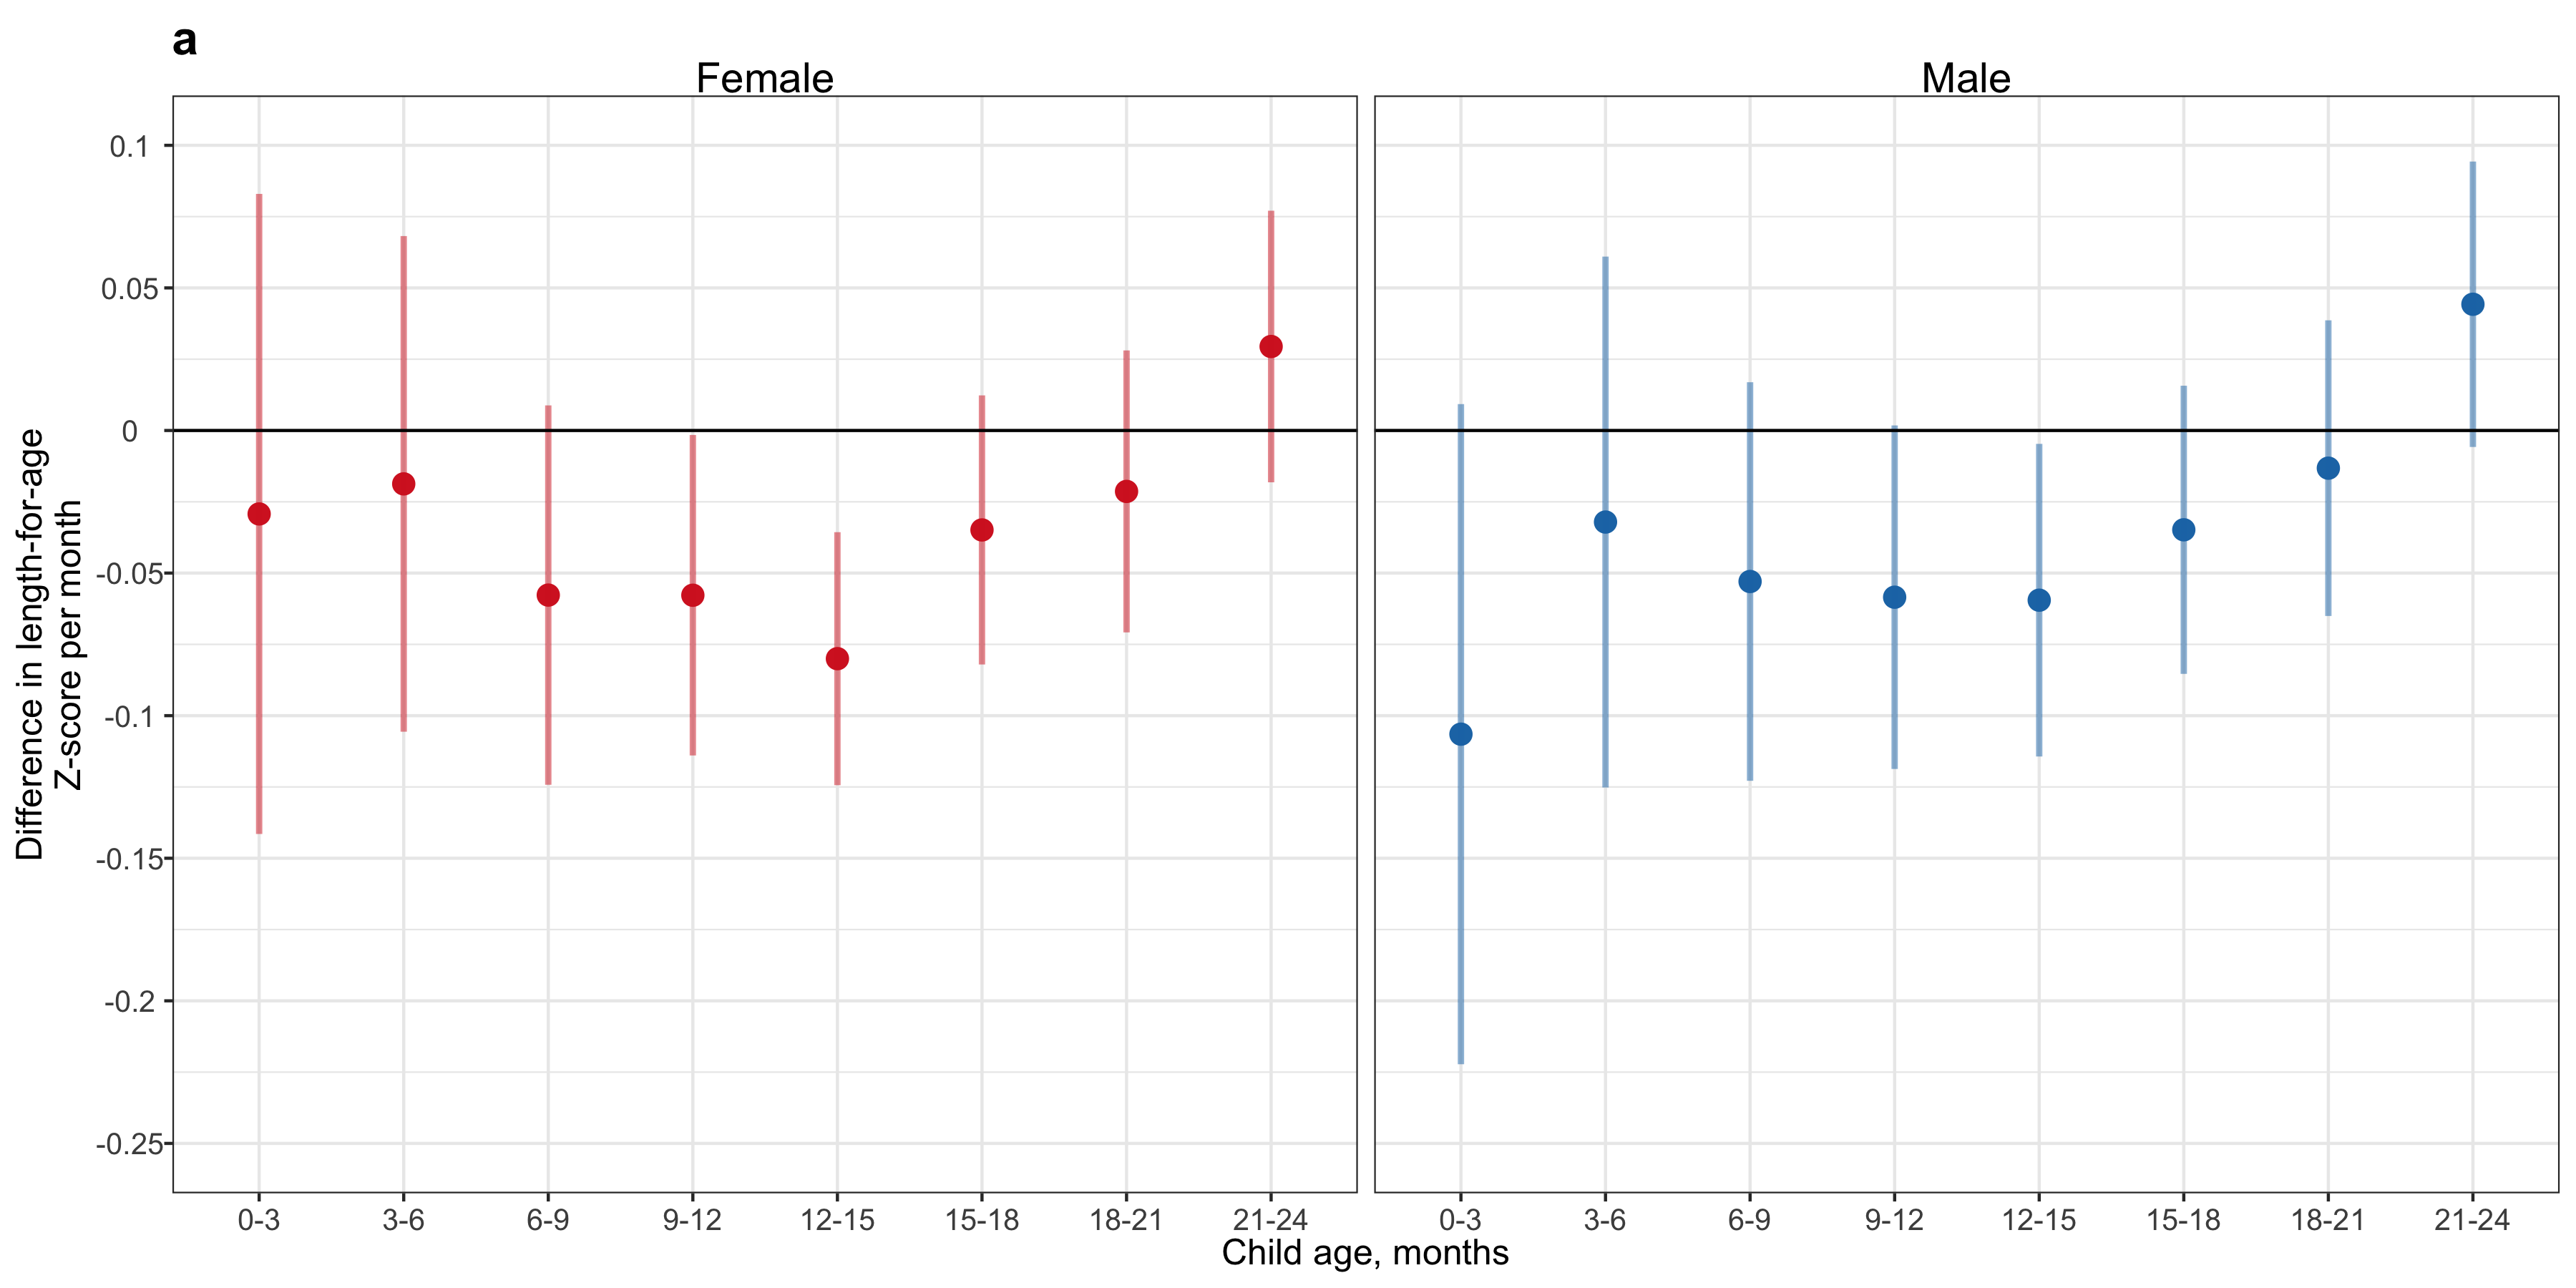 a
Female
Male
Difference in length-for-age
Z-score per month
0.1
0.05
0
-0.05
-0.1
-0.15
-0.2
-0.25
0-3 3-6 6-9 9-12 12-15 15-18 18-21 21-24
0-3 3-6 6-9 9-12 12-15 15-18 18-21 21-24
Child age, months